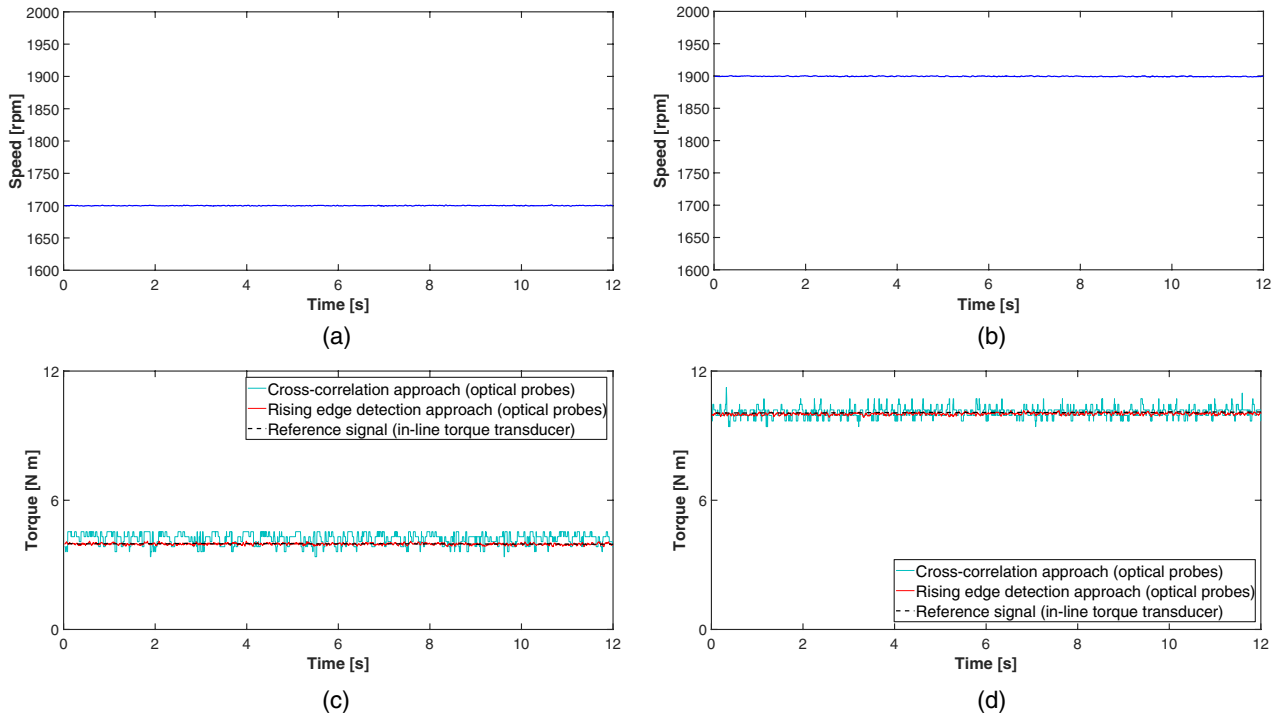 2000
1950
1900
1850
1800
1750
1700
1650
1600
Speed [rpm]
0 2 4 6 8 10 12
Time [s]
(a)
2000
1950
1900
1850
1800
1750
1700
1650
1600
Speed [rpm]
0 2 4 6 8 10 12
Time [s]
(b)
12
6
0
Torque [N m]
Cross-correlation approach (optical probes)
Rising edge detection approach (optical probes)
Reference signal (in-line torque transducer)
0 2 4 6 8 10 12
Time [s]
(c)
12
6
0
Torque [N m]
Cross-correlation approach (optical probes)
Rising edge detection approach (optical probes)
Reference signal (in-line torque transducer)
0 2 4 6 8 10 12
Time [s]
(d)